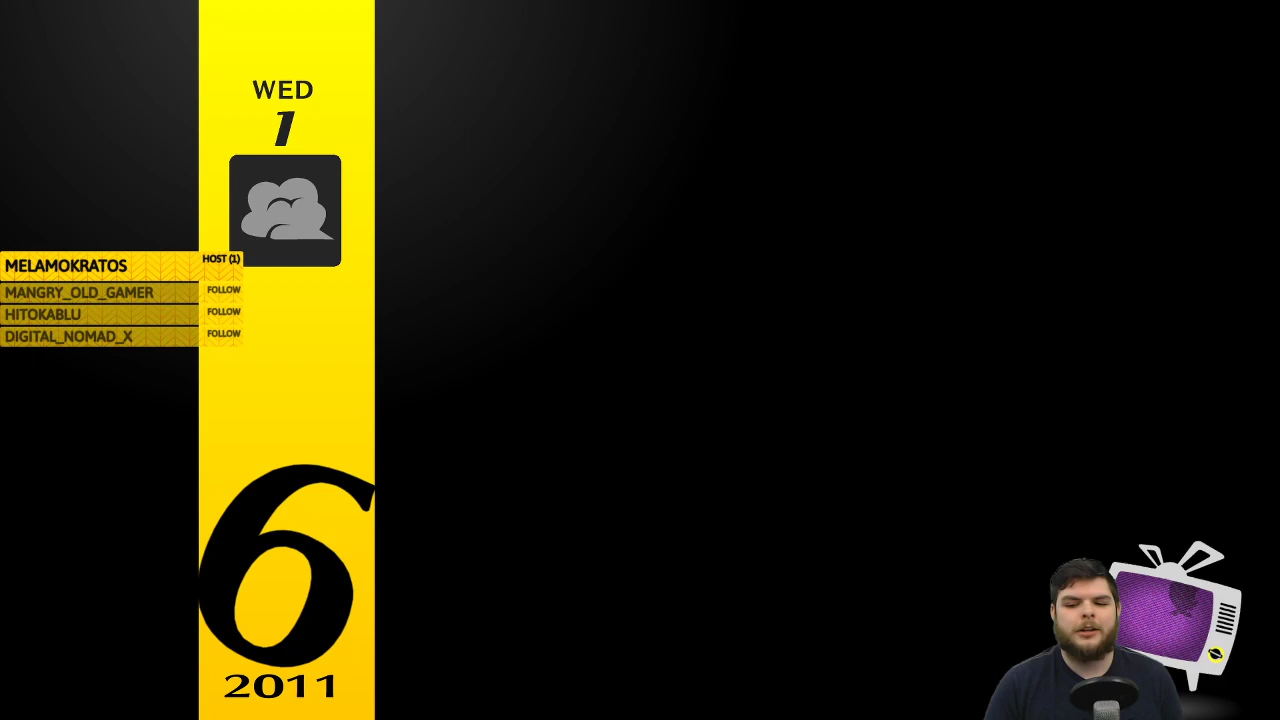 WED
1
MELAMOKRATOS HOST (1)
MANGRY_OLD_GAMER FOLLOW
HITOKABLU FOLLOW
DIGITAL_NOMAD_X FOLLOW
6
2011